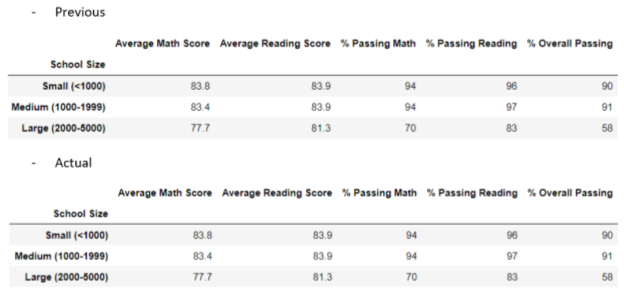 - Previous
Average Math Score Average Reading Score % Passing Math % Passing Reading % Overall Passing
School Size
Small (<1000) 83.8 83.9 94 96 90
Medium (1000-1999) 83.4 83.9 94 97 91
Large (2000-5000) 77.7 81.3 70 83 58
- Actual
Average Math Score Average Reading Score % Passing Math % Passing Reading % Overall Passing
School Size
Small (<1000) 83.8 83.9 94 96 90
Medium (1000-1999) 83.4 83.9 94 97 91
Large (2000-5000) 77.7 81.3 70 83 58